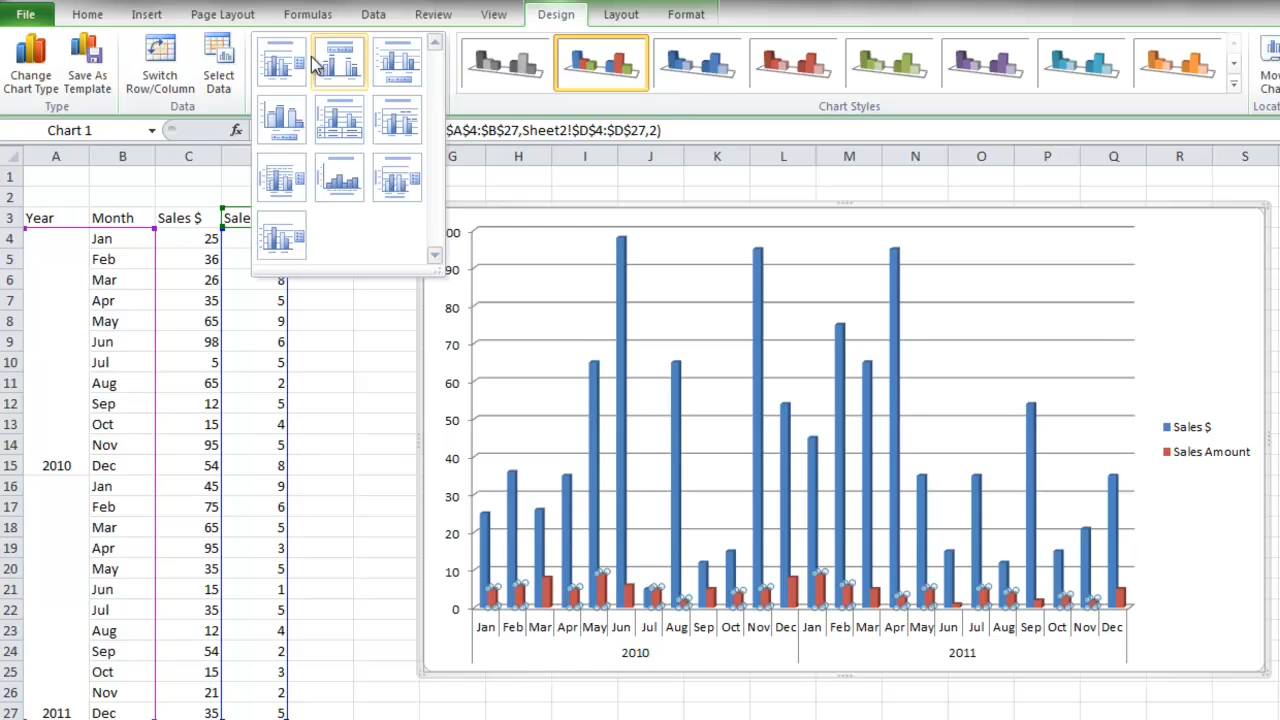 File Home Insert Page Layout Formulas Data Review View Design Layout Format
Change Chart Type
Save As Template
Switch Row/Column
Select Data
Type Data Chart Styles
Chart 1 fx $A$4:$B$27,Sheet2!$D$4:$D$27,2)
A B C G H I J K L M N O P Q R S
1
2
3 Year Month Sales $
4 Jan 25
5 Feb 36
6 Mar 26 8
7 Apr 35 5
8 May 65 9
9 Jun 98 6
10 Jul 5 5
11 Aug 65 2
12 Sep 12 5
13 Oct 15 4
14 Nov 95 5
15 2010 Dec 54 8
16 Jan 45 9
17 Feb 75 6
18 Mar 65 5
19 Apr 95 3
20 May 35 5
21 Jun 15 1
22 Jul 35 5
23 Aug 12 4
24 Sep 54 2
25 Oct 15 3
26 Nov 21 2
27 2011 Dec 35 5
80
70
60
50
40
30
20
10
0
Jan Feb Mar Apr May Jun Jul Aug Sep Oct Nov Dec Jan Feb Mar Apr May Jun Jul Aug Sep Oct Nov Dec
2010 2011
Sales $
Sales Amount